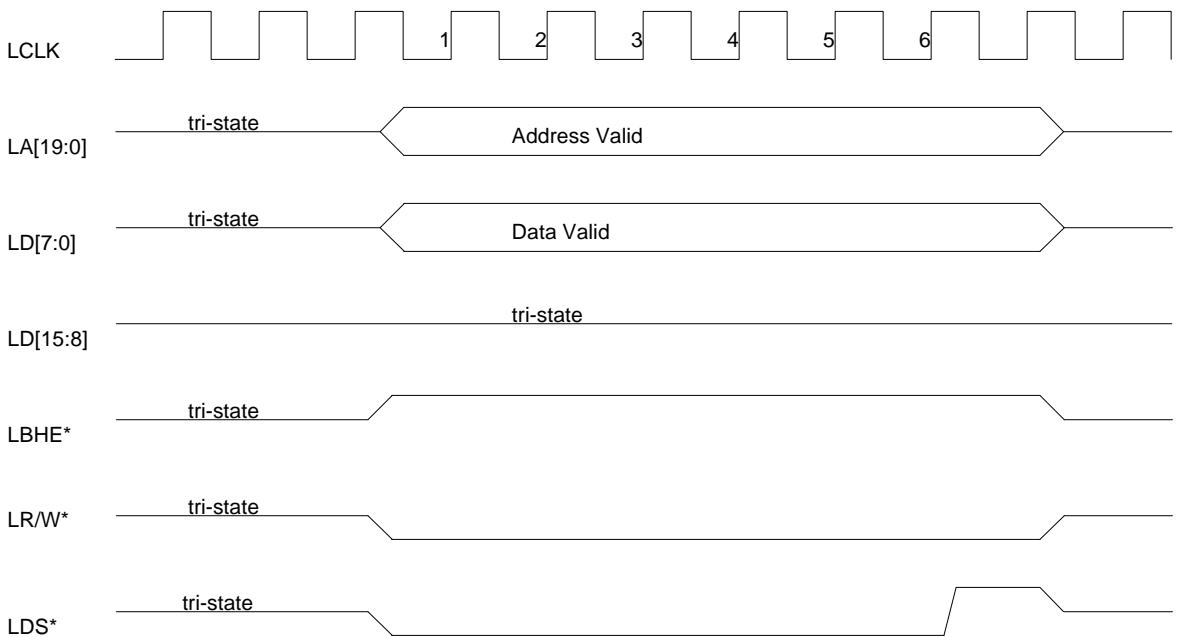 1 2 3 4 5 6
LCLK
tri-state
LA[19:0]
Address Valid
tri-state
LD[7:0]
Data Valid
tri-state
LD[15:8]
tri-state
LBHE*
tri-state
LR/W*
tri-state
LDS*